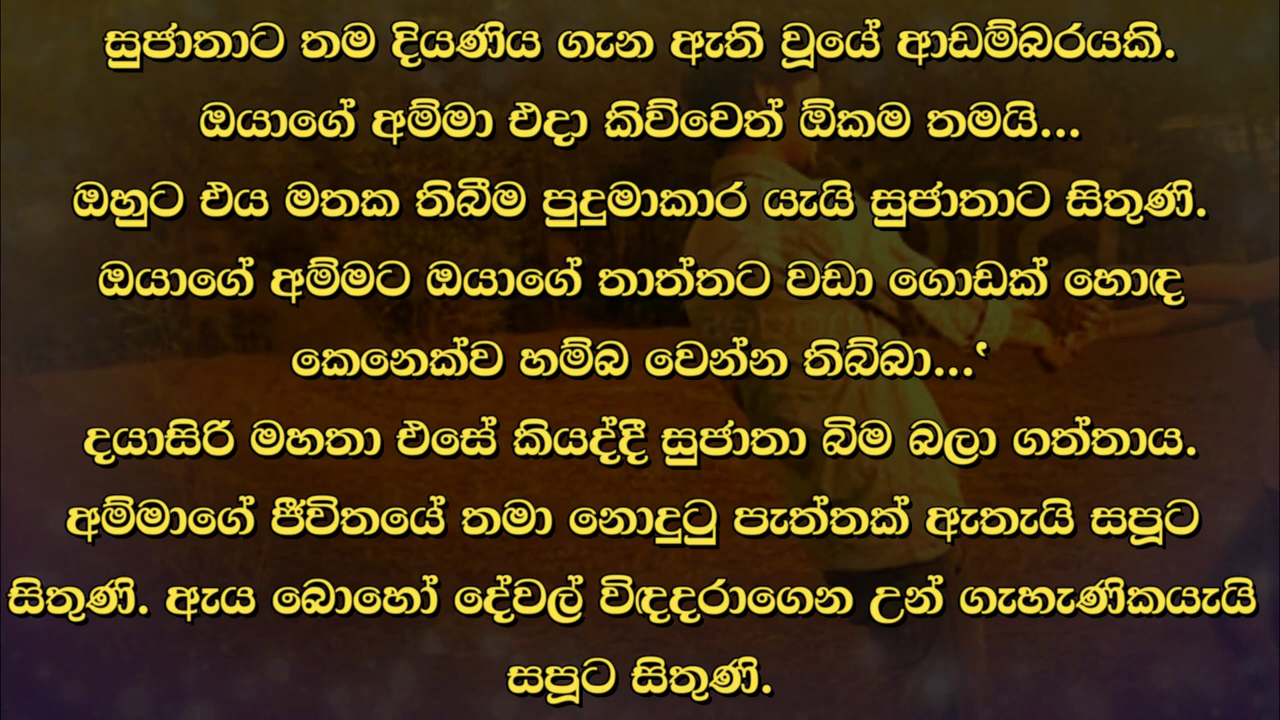 සුජාතාට තම දියණිය ගැන ඇති වූයේ ආඩම්බරයකි.
ඔයාගේ අම්මා එදා කිව්වෙත් ඕකම තමයි...
ඔහුට එය මතක තිබීම පුදුමාකාර යැයි සුජාතාට සිතුණි.
ඔයාගේ අම්මට ඔයාගේ තාත්තට වඩා ගොඩක් හොඳ
කෙනෙක්ව හම්බ වෙන්න තිබ්බා...‛
දයාසිරි මහතා එසේ කියද්දී සුජාතා බිම බලා ගත්තාය.
අම්මාගේ ජීවිතයේ තමා නොදුටු පැත්තක් ඇතැයි සපූට
සිතුණි. ඇය බොහෝ දේවල් විඳදරාගෙන උන් ගැහැණිකයැයි
සපූට සිතුණි.